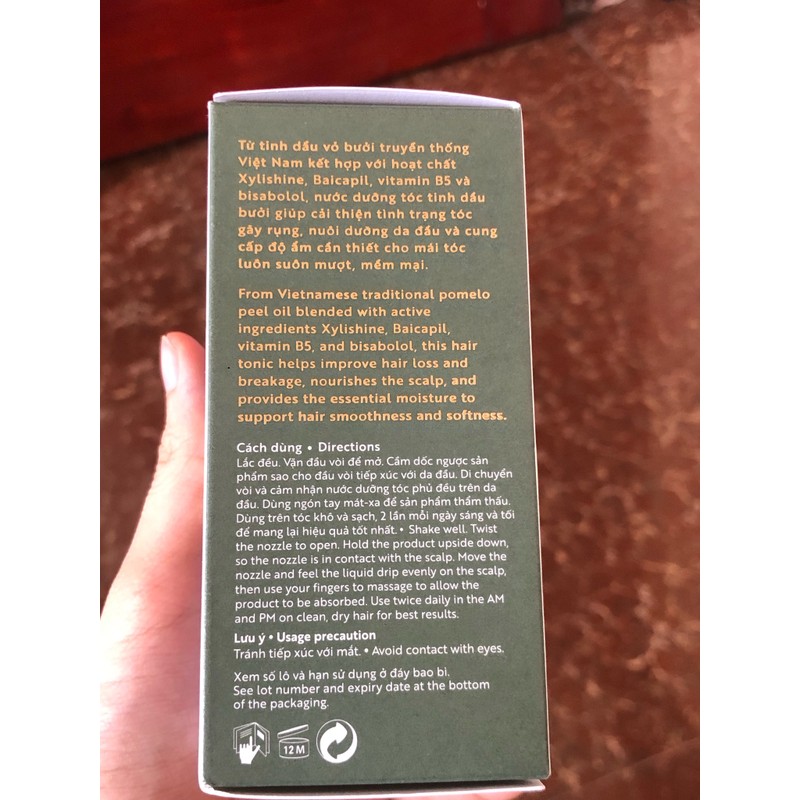 Từ tinh dầu vỏ bưởi truyền thống
Việt Nam kết hợp với hoạt chất
Xylishine, Baicapil, vitamin B5 và
bisabolol, nước dưỡng tóc tinh dầu
bưởi giúp cải thiện tình trạng tóc
gãy rụng, nuôi dưỡng da đầu và cung
cấp độ ẩm cần thiết cho mái tóc
luôn suôn mượt, mềm mại.
From Vietnamese traditional pomelo
peel oil blended with active
ingredients Xylishine, Baicapil,
vitamin B5, and bisabolol, this hair
tonic helps improve hair loss and
breakage, nourishes the scalp, and
provides the essential moisture to
support hair smoothness and softness.
Cách dùng • Directions
Lắc đều. Vặn đầu vòi để mở. Cầm dốc ngược sản
phẩm sao cho đầu vòi tiếp xúc với da đầu. Di chuyển
vòi và cảm nhận nước dưỡng tóc phủ đều trên da
đầu. Dùng ngón tay mát-xa để sản phẩm thẩm thấu.
Dùng trên tóc khô và sạch, 2 lần mỗi ngày sáng và tối
để mang lại hiệu quả tốt nhất. • Shake well. Twist
the nozzle to open. Hold the product upside down,
so the nozzle is in contact with the scalp. Move the
nozzle and feel the liquid drip evenly on the scalp,
then use your fingers to massage to allow the
product to be absorbed. Use twice daily in the AM
and PM on clean, dry hair for best results.
Lưu ý • Usage precaution
Tránh tiếp xúc với mắt. • Avoid contact with eyes.
Xem số lô và hạn sử dụng ở đáy bao bì.
See lot number and expiry date at the bottom
of the packaging.
12 M